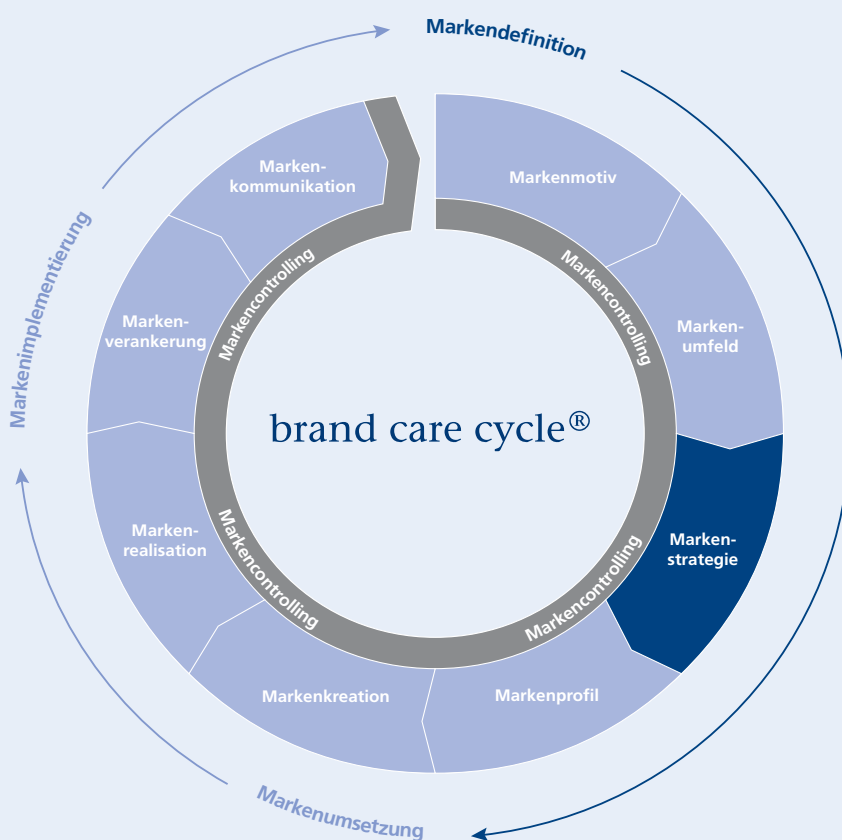 Markendefinition
Markenmotiv
Marken-
umfeld
Marken-
strategie
Markenprofil
Markenumsetzung
Markenkreation
Marken-
realisation
Markenimplementierung
Marken-
verankerung
Marken-
kommunikation
Markencontrolling
Markencontrolling
Markencontrolling
Markencontrolling
brand care cycle®